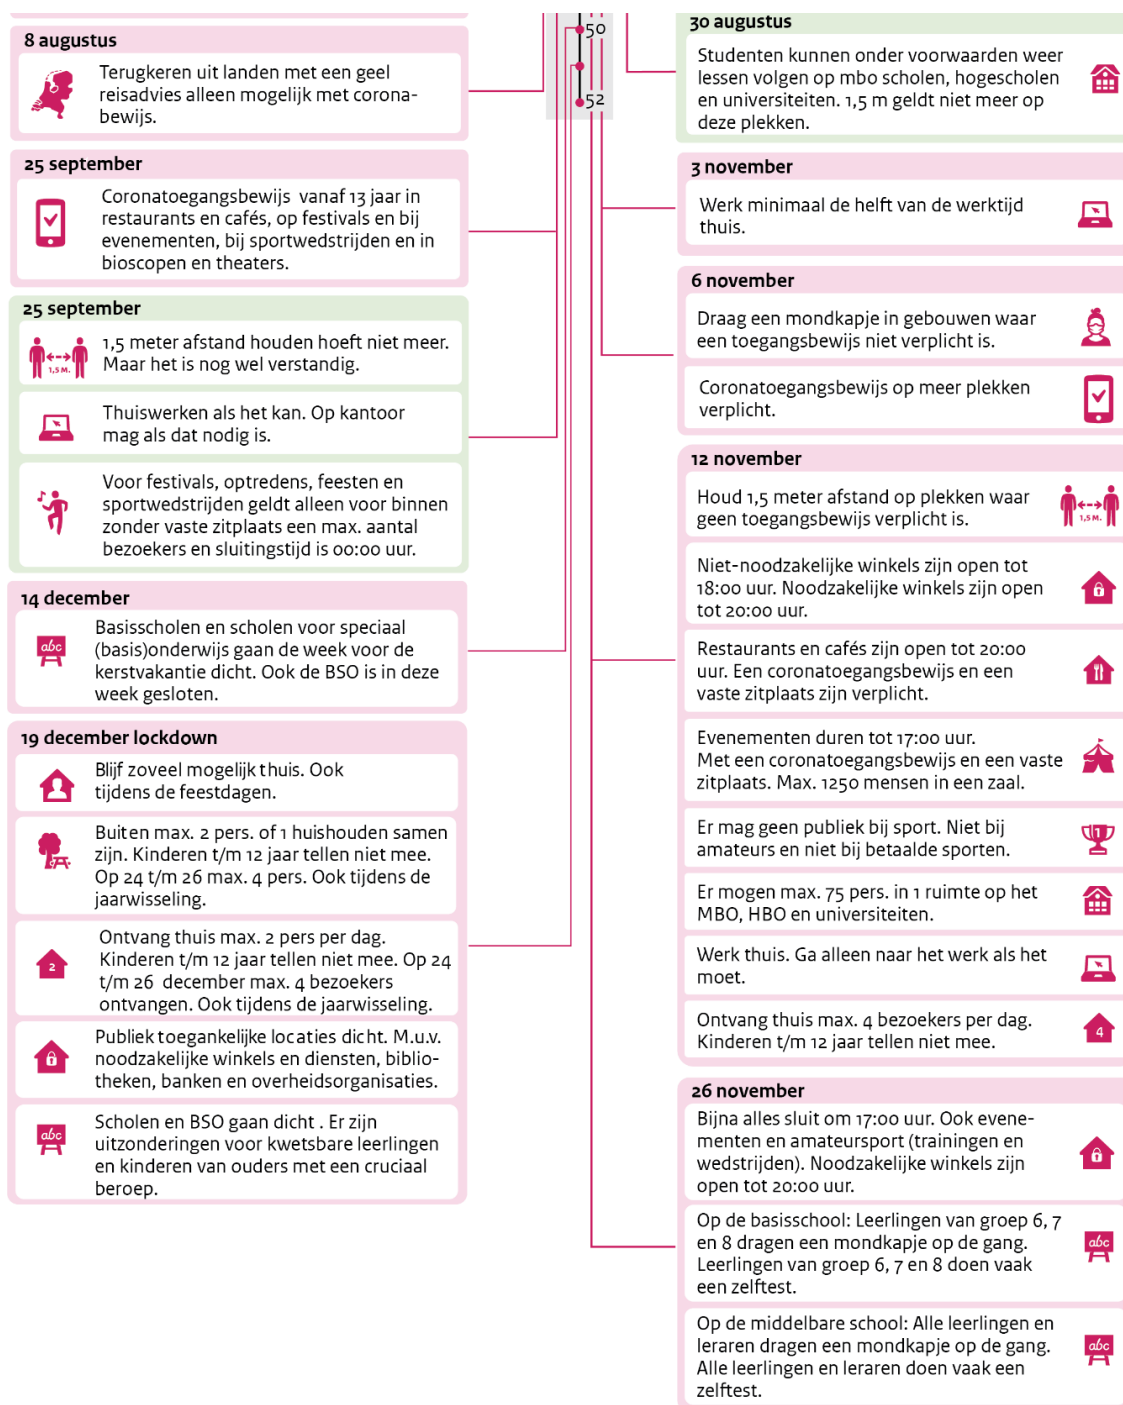 8 augustus
Terugkeren uit landen met een geel
reisadvies alleen mogelijk met corona-
bewijs.
25 september
Coronatoegangsbewijs vanaf 13 jaar in
restaurants en cafés, op festivals en bij
evenementen, bij sportwedstrijden en in
bioscopen en theaters.
25 september
1,5 M.
1,5 meter afstand houden hoeft niet meer.
Maar het is nog wel verstandig.
Thuiswerken als het kan. Op kantoor
mag als dat nodig is.
Voor festivals, optredens, feesten en
sportwedstrijden geldt alleen voor binnen
zonder vaste zitplaats een max. aantal
bezoekers en sluitingstijd is 00:00 uur.
14 december
abc
Basisscholen en scholen voor speciaal
(basis)onderwijs gaan de week voor de
kerstvakantie dicht. Ook de BSO is in deze
week gesloten.
19 december lockdown
Blijf zoveel mogelijk thuis. Ook
tijdens de feestdagen.
Buiten max. 2 pers. of 1 huishouden samen
zijn. Kinderen t/m 12 jaar tellen niet mee.
Op 24 t/m 26 max. 4 pers. Ook tijdens de
jaarwisseling.
2
Ontvang thuis max. 2 pers per dag.
Kinderen t/m 12 jaar tellen niet mee. Op 24
t/m 26 december max. 4 bezoekers
ontvangen. Ook tijdens de jaarwisseling.
Publiek toegankelijke locaties dicht. M.u.v.
noodzakelijke winkels en diensten, biblio-
theken, banken en overheidsorganisaties.
abc
Scholen en BSO gaan dicht . Er zijn
uitzonderingen voor kwetsbare leerlingen
en kinderen van ouders met een cruciaal
beroep.
50
52
30 augustus
Studenten kunnen onder voorwaarden weer
lessen volgen op mbo scholen, hogescholen
en universiteiten. 1,5 m geldt niet meer op
deze plekken.
3 november
Werk minimaal de helft van de werktijd
thuis.
6 november
Draag een mondkapje in gebouwen waar
een toegangsbewijs niet verplicht is.
Coronatoegangsbewijs op meer plekken
verplicht.
12 november
Houd 1,5 meter afstand op plekken waar
geen toegangsbewijs verplicht is.
1,5 M.
Niet-noodzakelijke winkels zijn open tot
18:00 uur. Noodzakelijke winkels zijn open
tot 20:00 uur.
Restaurants en cafés zijn open tot 20:00
uur. Een coronatoegangsbewijs en een
vaste zitplaats zijn verplicht.
Evenementen duren tot 17:00 uur.
Met een coronatoegangsbewijs en een vaste
zitplaats. Max. 1250 mensen in een zaal.
Er mag geen publiek bij sport. Niet bij
amateurs en niet bij betaalde sporten.
1
Er mogen max. 75 pers. in 1 ruimte op het
MBO, HBO en universiteiten.
Werk thuis. Ga alleen naar het werk als het
moet.
Ontvang thuis max. 4 bezoekers per dag.
Kinderen t/m 12 jaar tellen niet mee.
4
26 november
Bijna alles sluit om 17:00 uur. Ook evene-
menten en amateursport (trainingen en
wedstrijden). Noodzakelijke winkels zijn
open tot 20:00 uur.
Op de basisschool: Leerlingen van groep 6, 7
en 8 dragen een mondkapje op de gang.
Leerlingen van groep 6, 7 en 8 doen vaak
een zelftest.
abc
Op de middelbare school: Alle leerlingen en
leraren dragen een mondkapje op de gang.
Alle leerlingen en leraren doen vaak een
zelftest.
abc